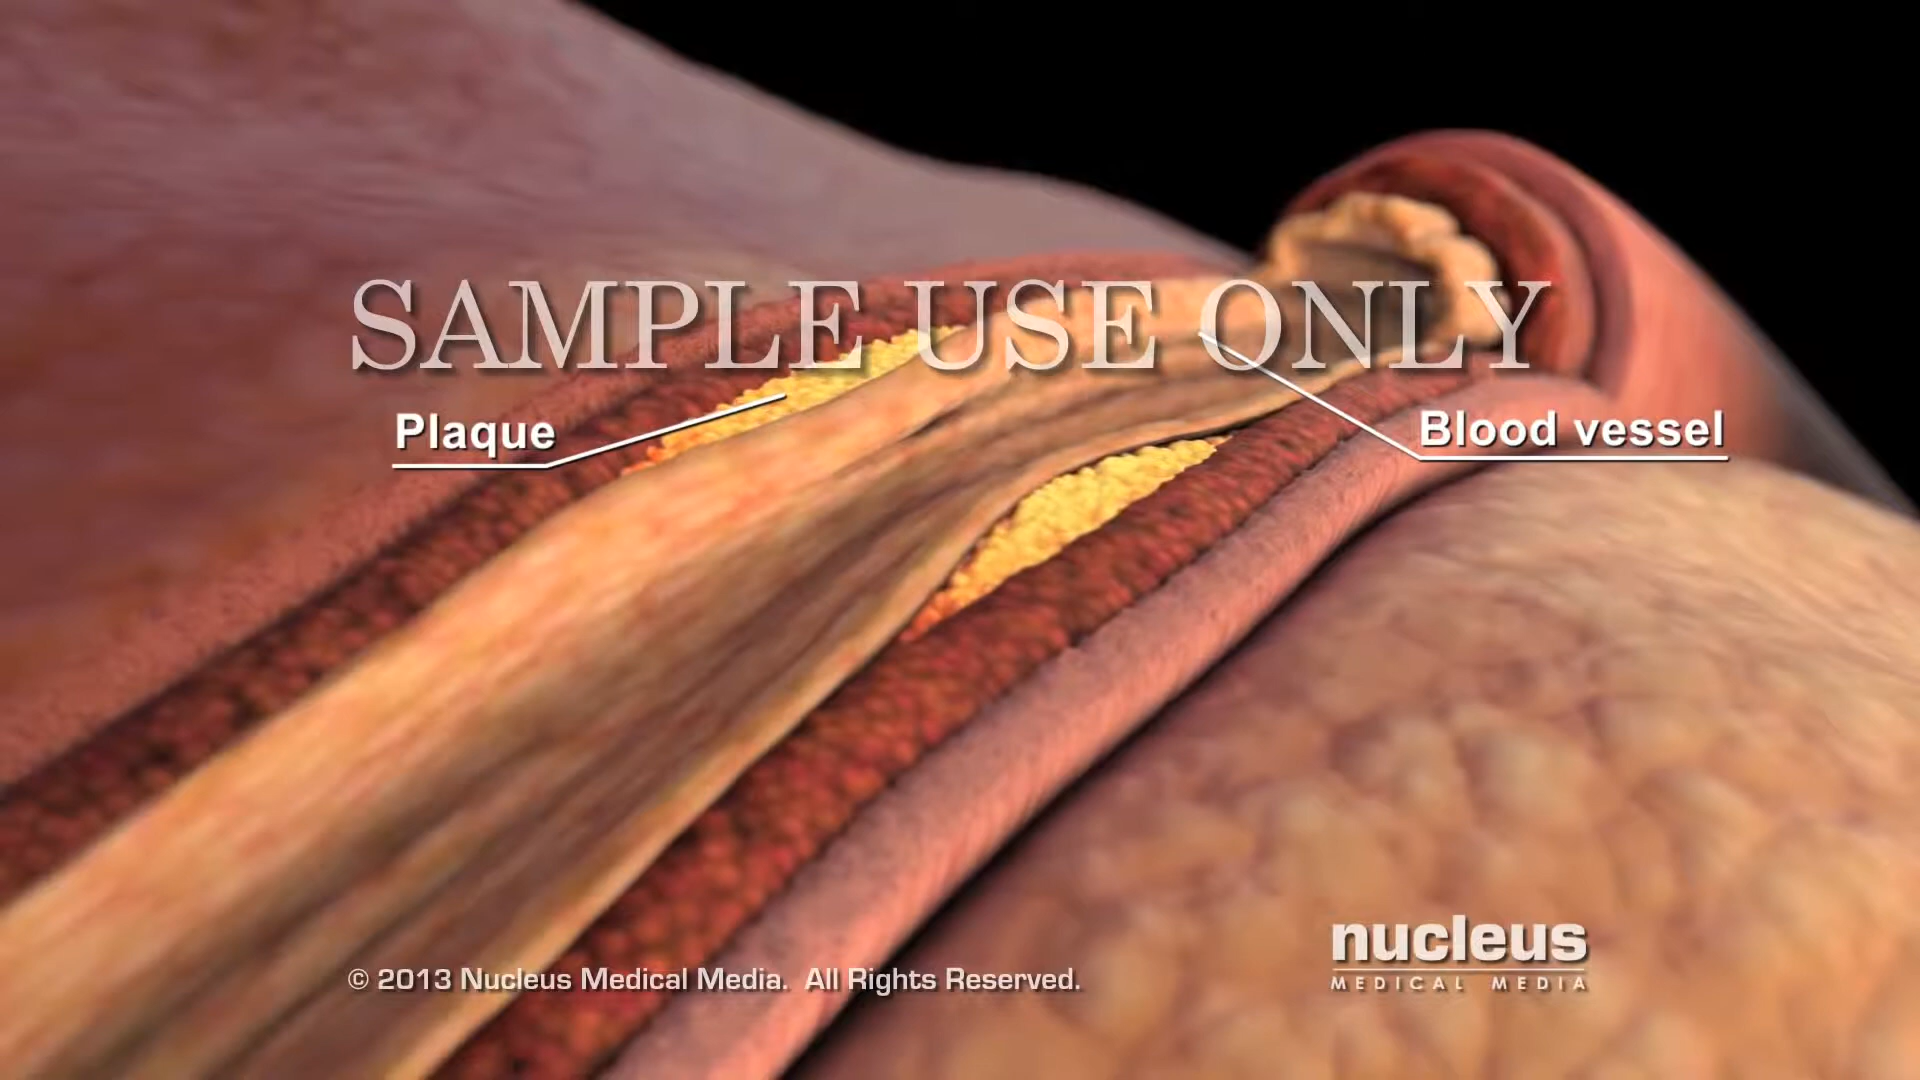 SAMPLE USE ONLY
Plaque
Blood vessel
nucleus
MEDICAL MEDIA
© 2013 Nucleus Medical Media. All Rights Reserved.